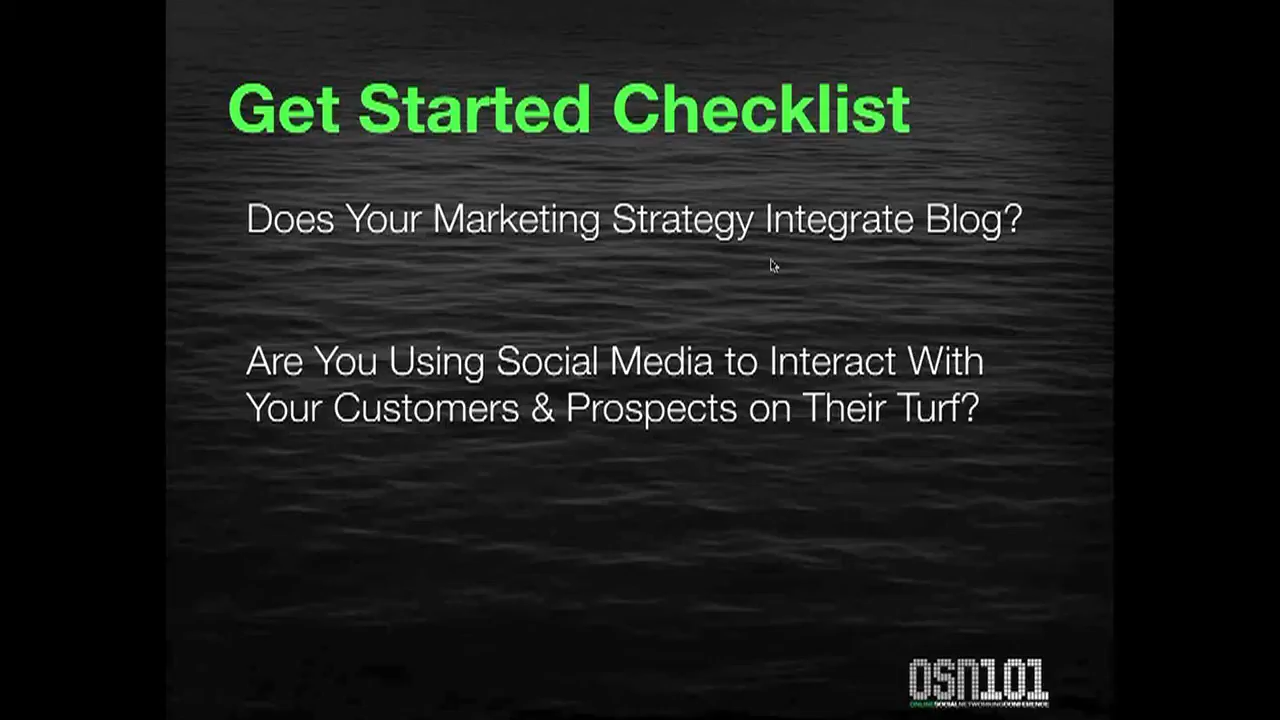 Get Started Checklist
Does Your Marketing Strategy Integrate Blog?
Are You Using Social Media to Interact With
Your Customers & Prospects on Their Turf?
OSN101
ONLINESOCIALNETWORKINGCONFERENCE